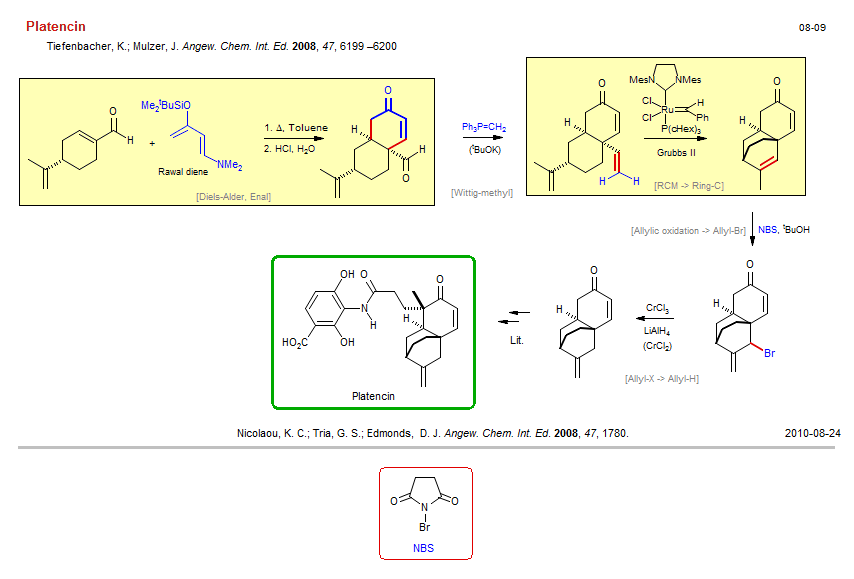 Platencin
08-09
Tiefenbacher, K.; Mulzer, J. Angew. Chem. Int. Ed. 2008, 47, 6199 –6200
O
H
+
Me2tBuSiO
NMe2
Rawal diene
1. Δ, Toluene
2. HCl, H2O
[Diels-Alder, Enal]
O
H
H
O
Ph3P=CH2
(tBuOK)
[Wittig-methyl]
O
H
H
H
MesN
NMes
Cl
Cl
Ru
H
Ph
P(cHex)3
Grubbs II
[RCM -> Ring-C]
O
H
[Allylic oxidation -> Allyl-Br]
NBS, tBuOH
O
H
Br
CrCl3
LiAlH4
(CrCl2)
[Allyl-X -> Allyl-H]
O
H
Lit.
OH
O
O
N
H
H
HO2C
OH
Platencin
Nicolaou, K. C.; Tria, G. S.; Edmonds, D. J. Angew. Chem. Int. Ed. 2008, 47, 1780.
2010-08-24
O
N
O
Br
NBS